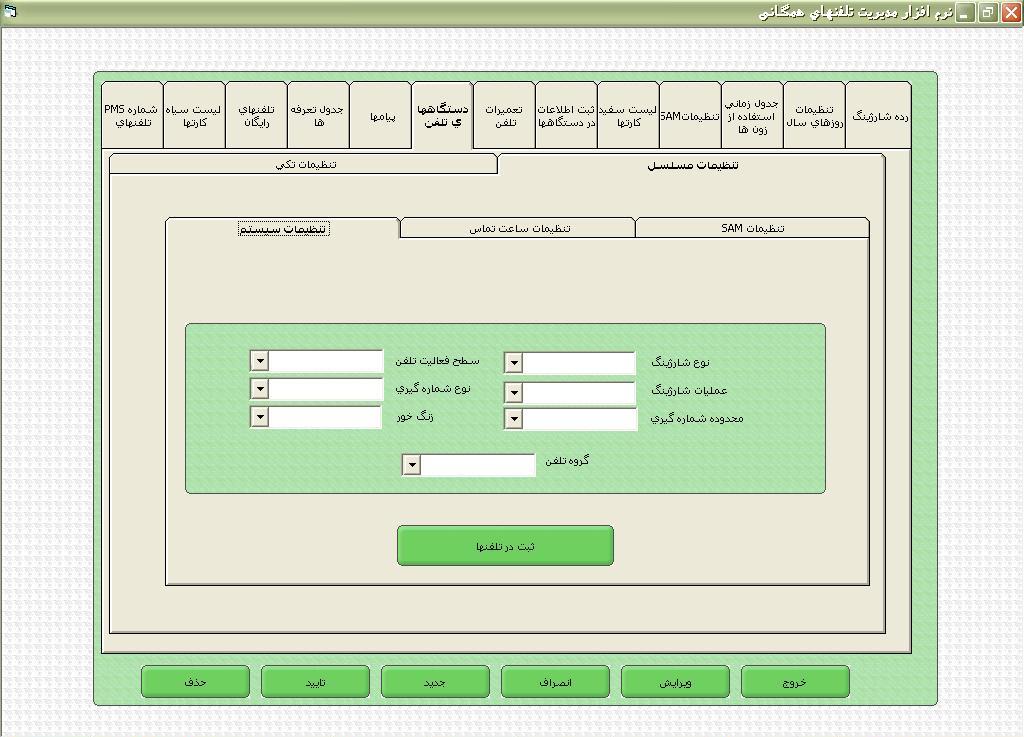 نرم افزار مديريت تلفنهاي همگاني
رده شارژينگ
تنظيمات
روزهاي سال
جدول زماني
استفاده از
زون ها
تنظيماتSAM
ليست سفيد
كارتها
ثبت اطلاعات
در دستگاهها
تعميرات
تلفن
دستگاهها
ي تلفن
پيامها
جدول تعرفه
ها
تلفنهاي
رايگان
ليست سياه
كارتها
شماره PMS
تلفنهاي
تنظيمات مسلسل
تنظيمات تكي
تنظيمات SAM
تنظيمات ساعت تماس
تنظيمات سيستم
نوع شارژينگ
سطح فعاليت تلفن
عمليات شارژينگ
نوع شماره گيري
محدوده شماره گيري
زنگ خور
گروه تلفن
ثبت در تلفنها
خروج
ويرايش
انصراف
جديد
تاييد
حذف